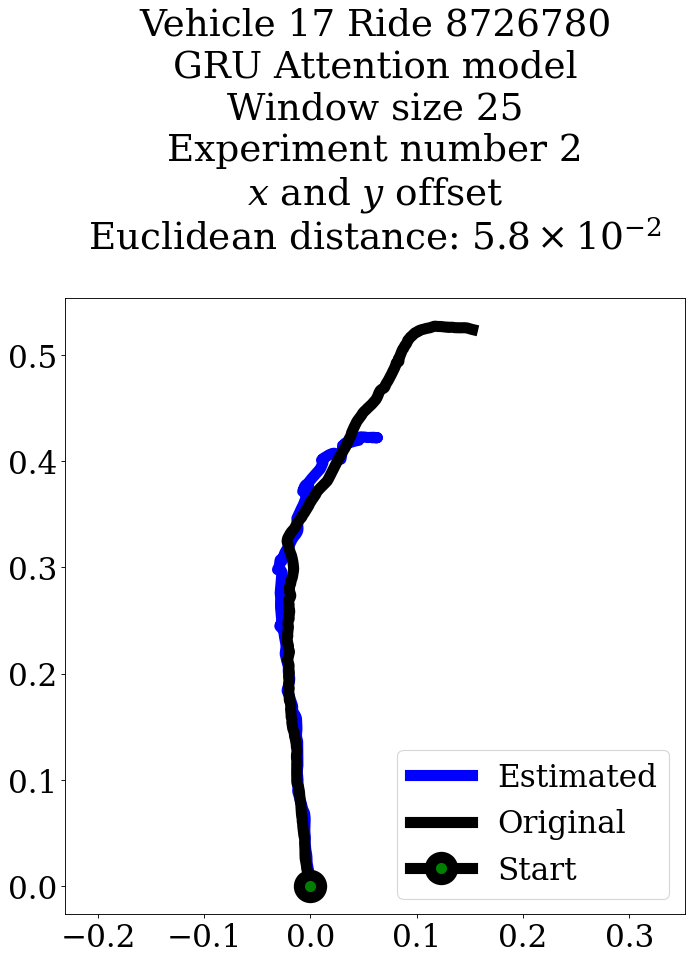 Vehicle 17 Ride 8726780
GRU Attention model
Window size 25
Experiment number 2
x and y offset
Euclidean distance: 5.8 × 10⁻²
0.5
0.4
0.3
0.2
0.1
0.0
Estimated
Original
Start
−0.2 −0.1 0.0 0.1 0.2 0.3